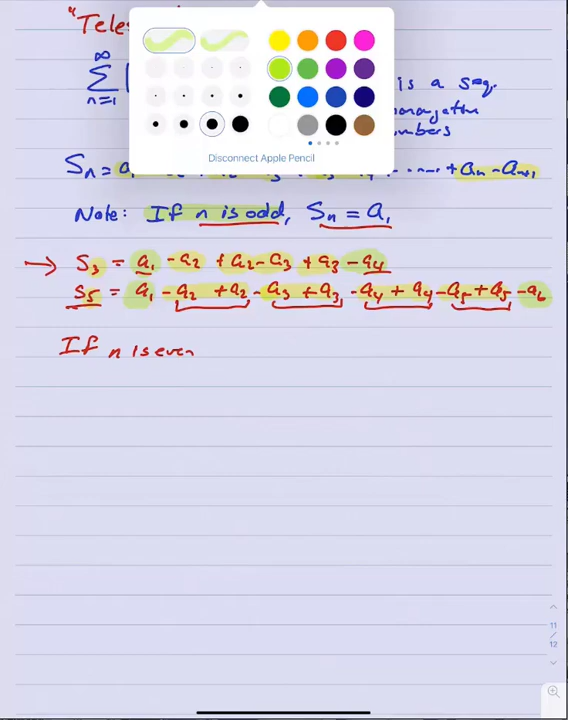 "Teles
∞
∑ [
n=1
is a seq.
numbers
Sn = a1 ..... + an - an+1
Note: If n is odd, Sn = a1
→ S3 = a1 - a2 + a2 - a3 + a3 - a4
S5 = a1 - a2 + a2 - a3 + a3 - a4 + a4 - a5 + a5 - a6
If n is even
Disconnect Apple Pencil
11
/
12